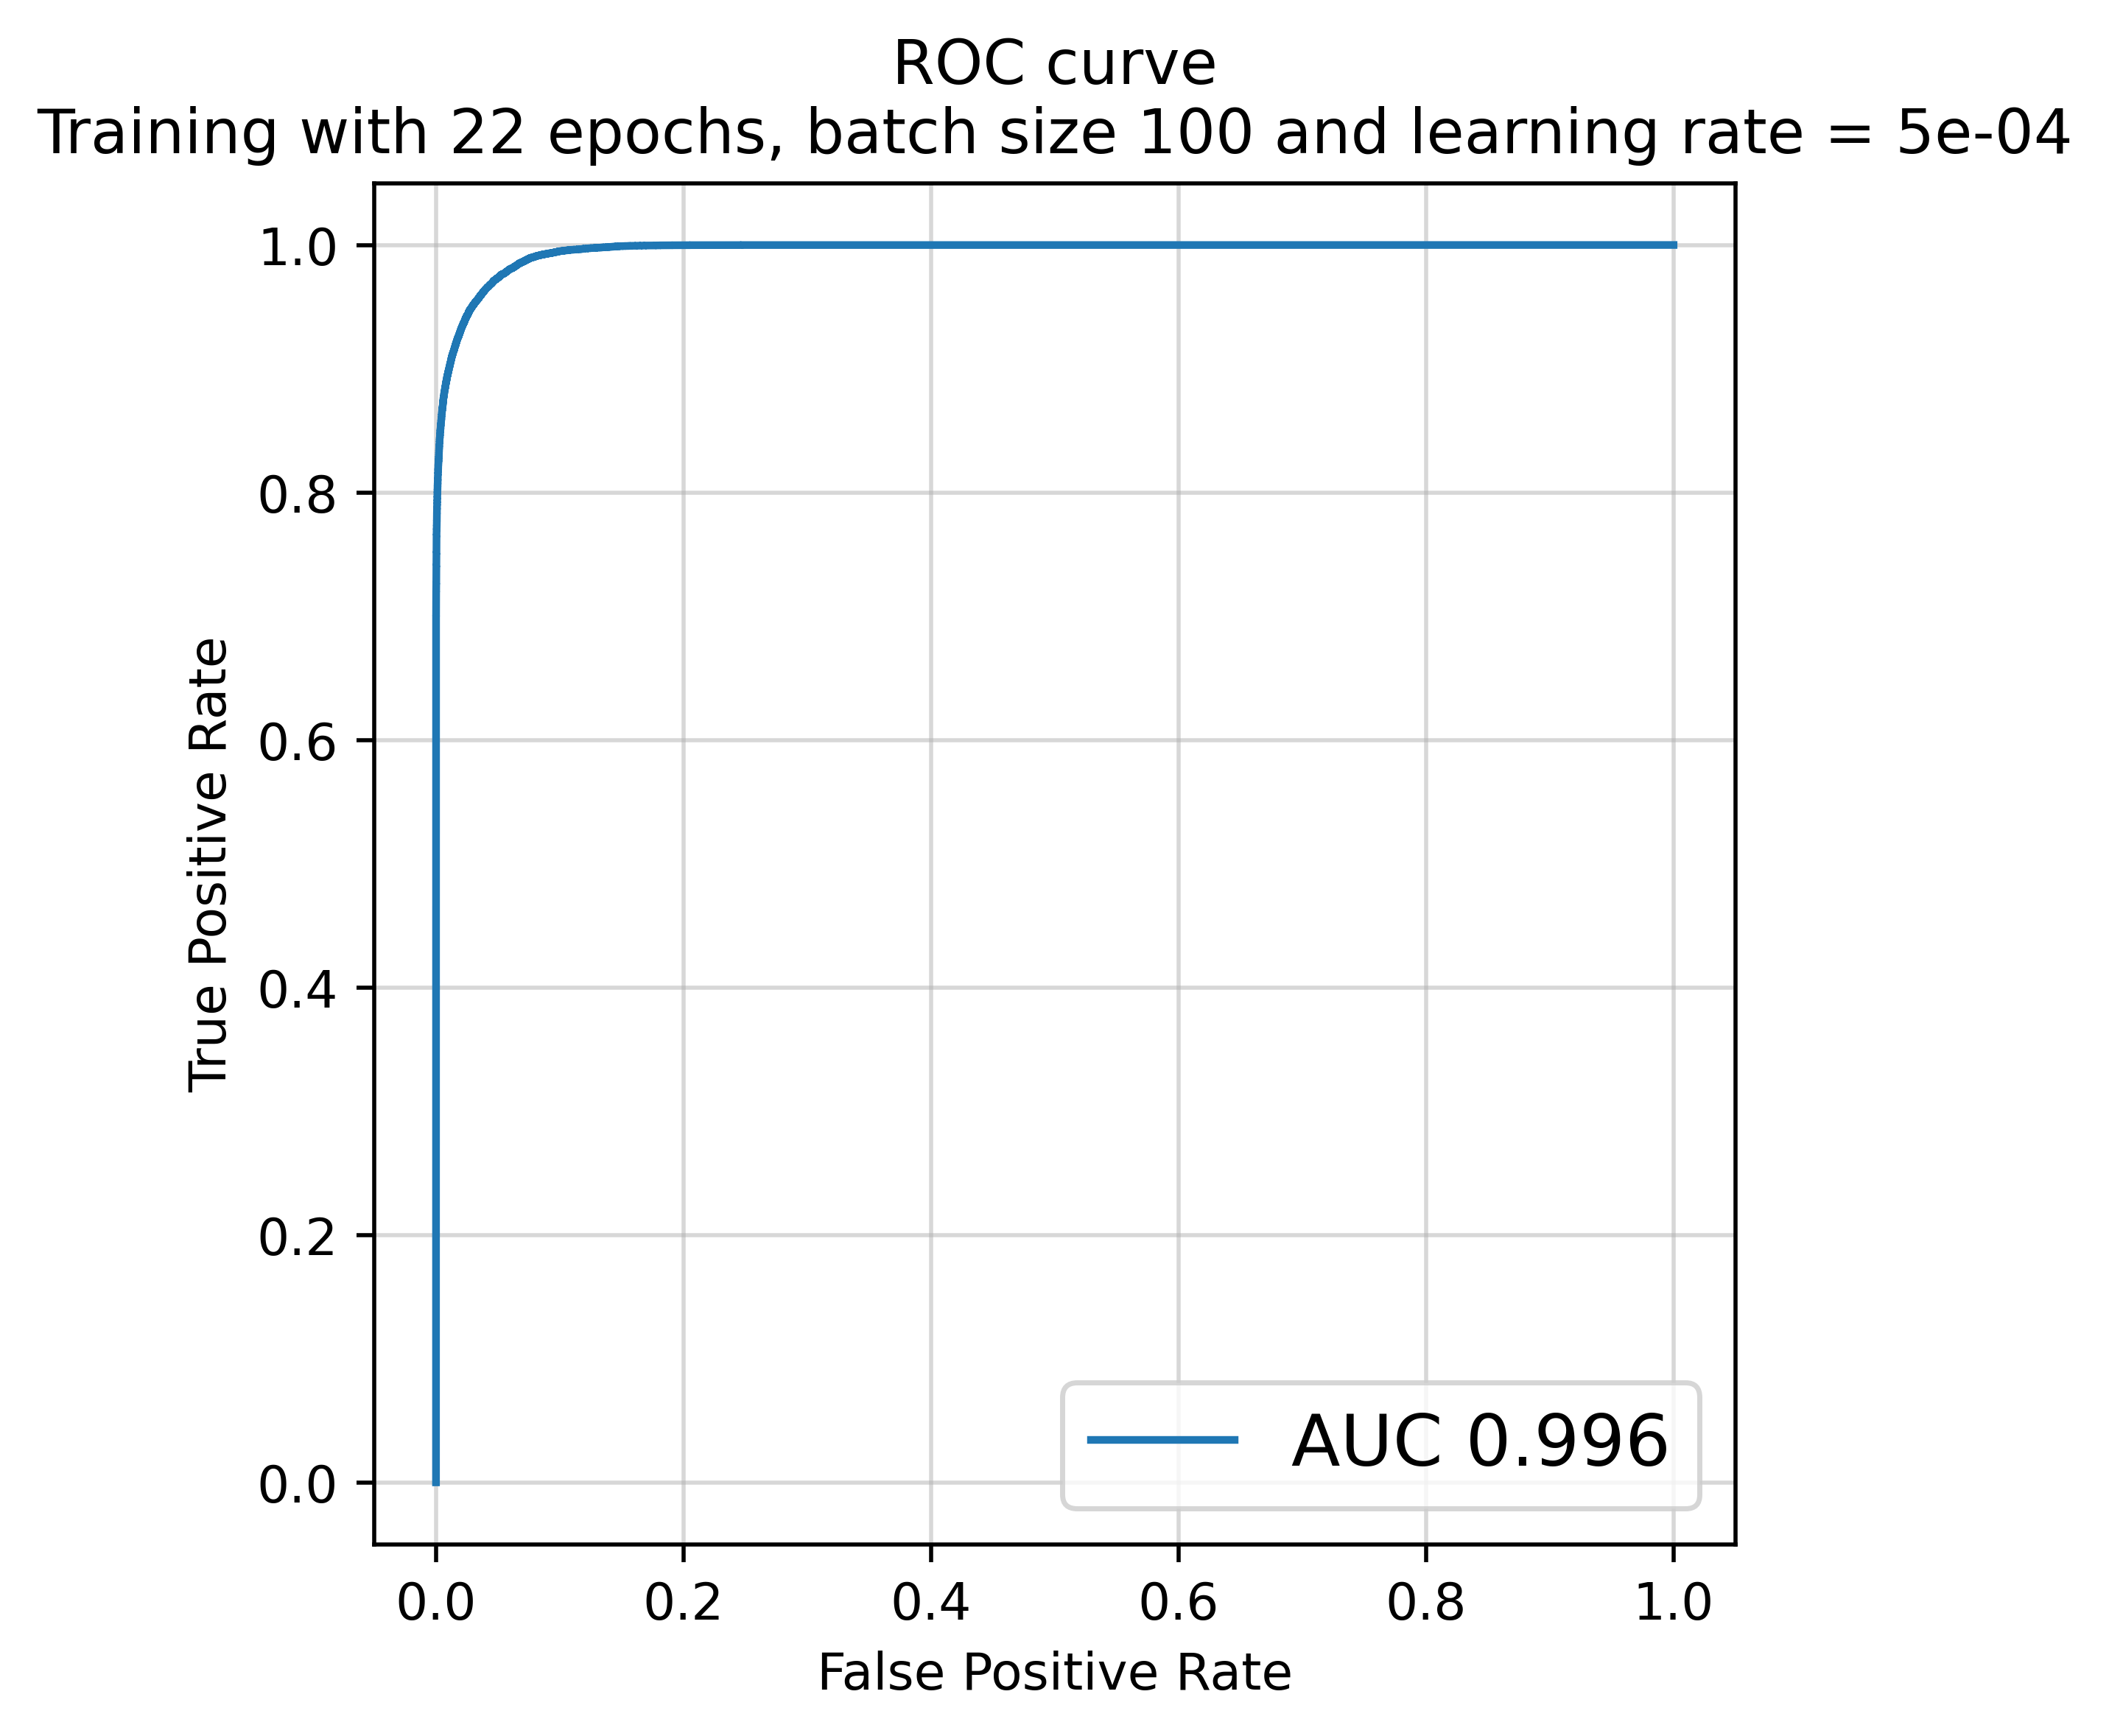 ROC curve
Training with 22 epochs, batch size 100 and learning rate = 5e-04
True Positive Rate
1.0
0.8
0.6
0.4
0.2
0.0
AUC 0.996
0.0 0.2 0.4 0.6 0.8 1.0
False Positive Rate